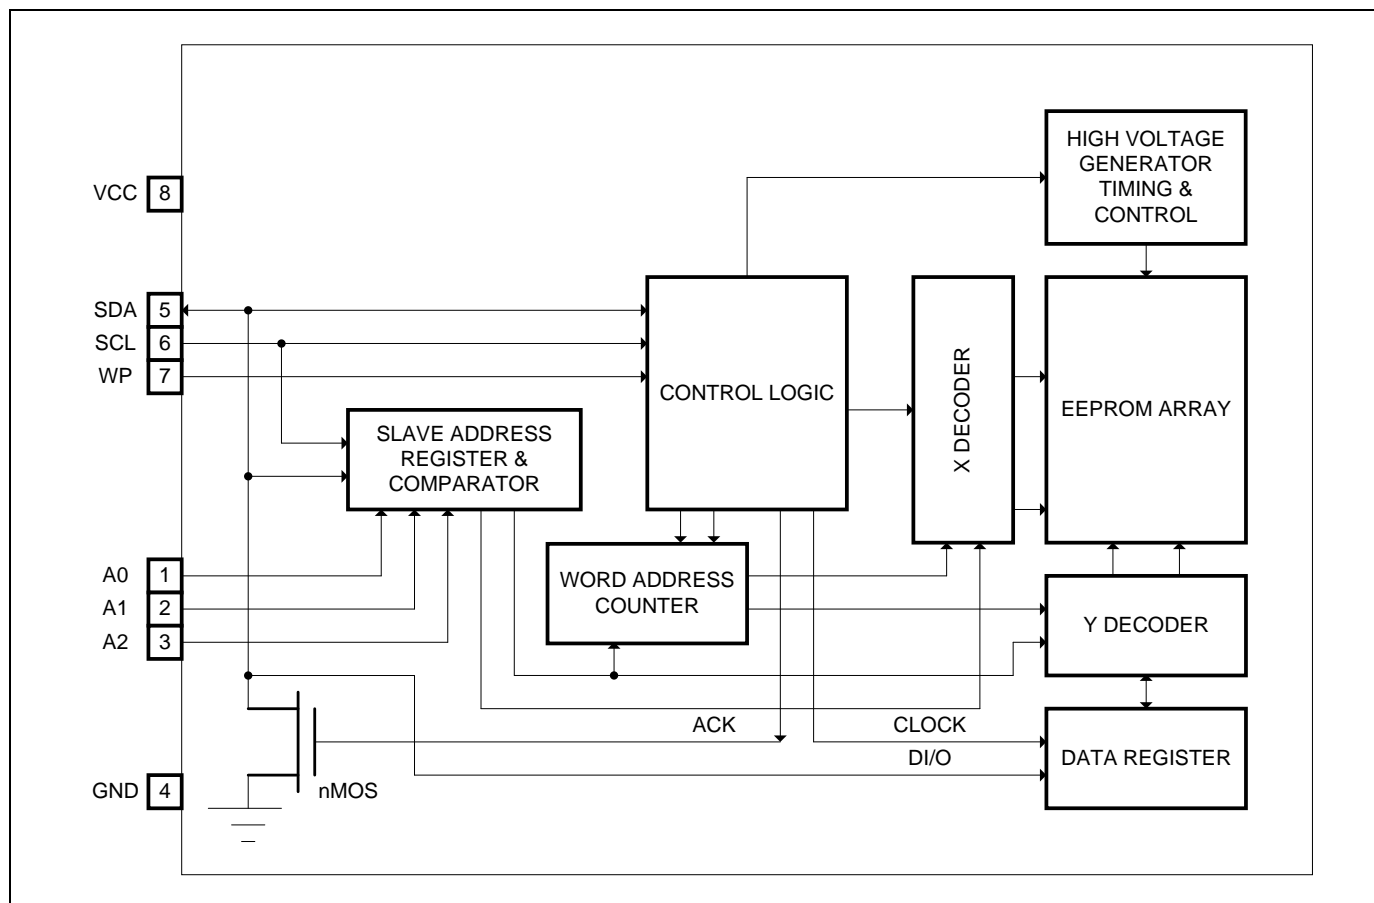 HIGH VOLTAGE
GENERATOR
TIMING &
CONTROL
VCC 8
SDA 5
SCL 6
WP 7
CONTROL LOGIC
X DECODER
EEPROM ARRAY
SLAVE ADDRESS
REGISTER &
COMPARATOR
A0 1
A1 2
A2 3
WORD ADDRESS
COUNTER
Y DECODER
ACK
CLOCK
DI/O
DATA REGISTER
GND 4
nMOS